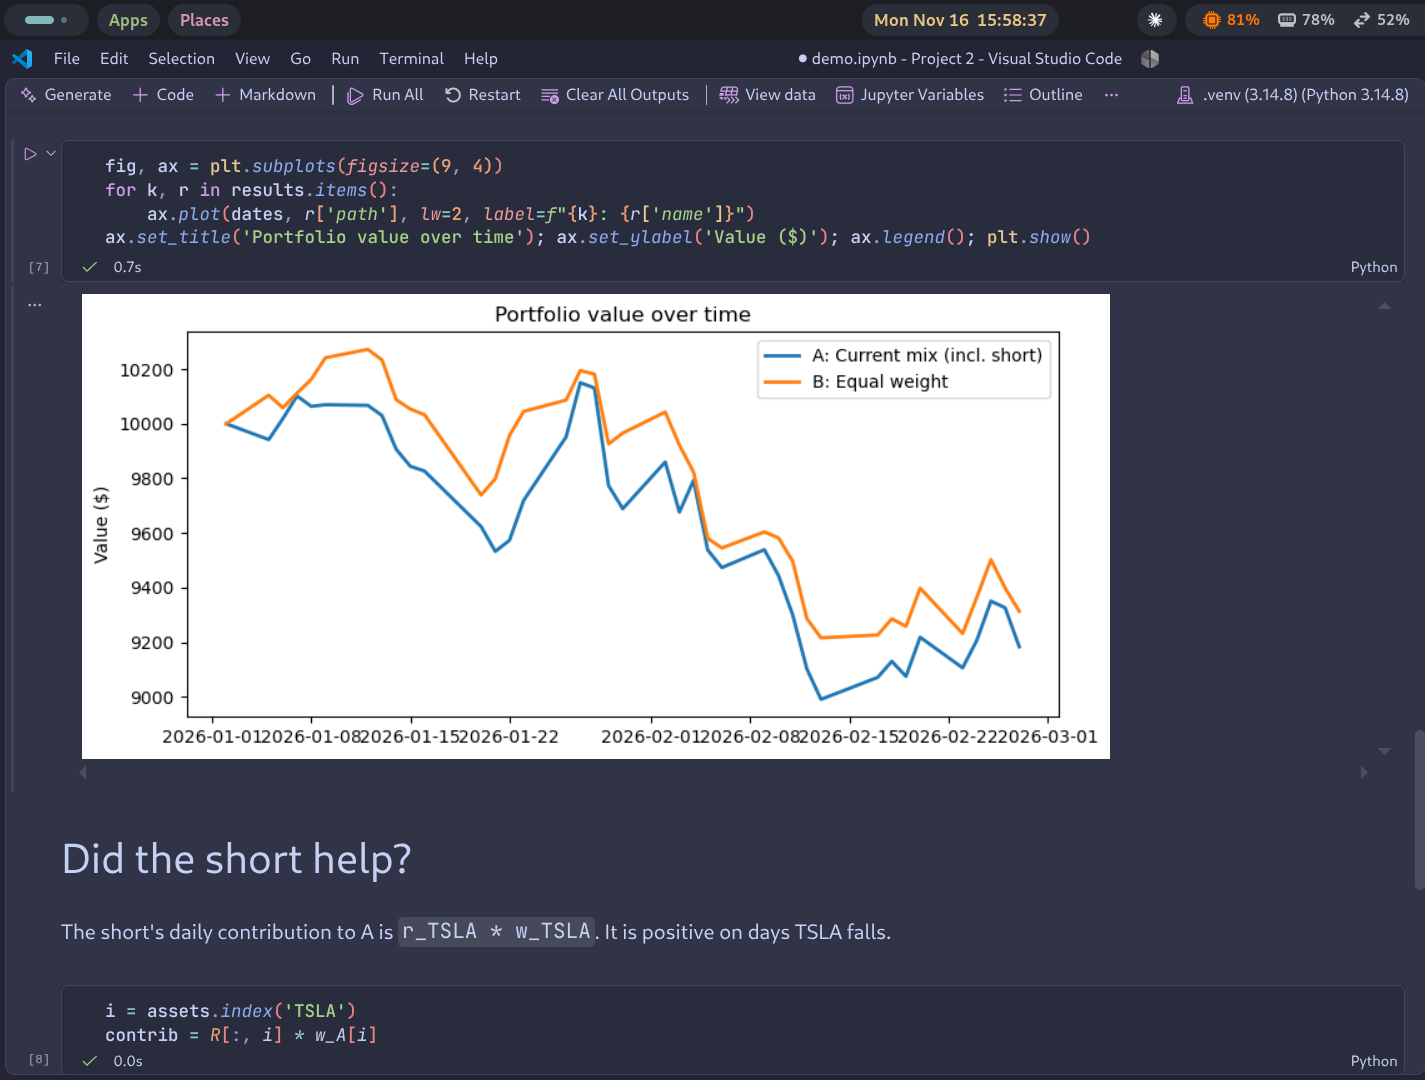 Apps Places Mon Nov 16 15:58:37 81% 78% 52%
File Edit Selection View Go Run Terminal Help demo.ipynb - Project 2 - Visual Studio Code
Generate Code Markdown Run All Restart Clear All Outputs View data Jupyter Variables Outline ... .venv (3.14.8) (Python 3.14.8)
fig, ax = plt.subplots(figsize=(9, 4))
for k, r in results.items():
    ax.plot(dates, r['path'], lw=2, label=f"{k}: {r['name']}")
ax.set_title('Portfolio value over time'); ax.set_ylabel('Value ($)'); ax.legend(); plt.show()
[7] 0.7s Python
...
Portfolio value over time
A: Current mix (incl. short)
B: Equal weight
Value ($)
10200
10000
9800
9600
9400
9200
9000
2026-01-01 2026-01-08 2026-01-15 2026-01-22 2026-02-01 2026-02-08 2026-02-15 2026-02-22 2026-03-01
Did the short help?
The short's daily contribution to A is r_TSLA * w_TSLA. It is positive on days TSLA falls.
i = assets.index('TSLA')
contrib = R[:, i] * w_A[i]
[8] 0.0s Python